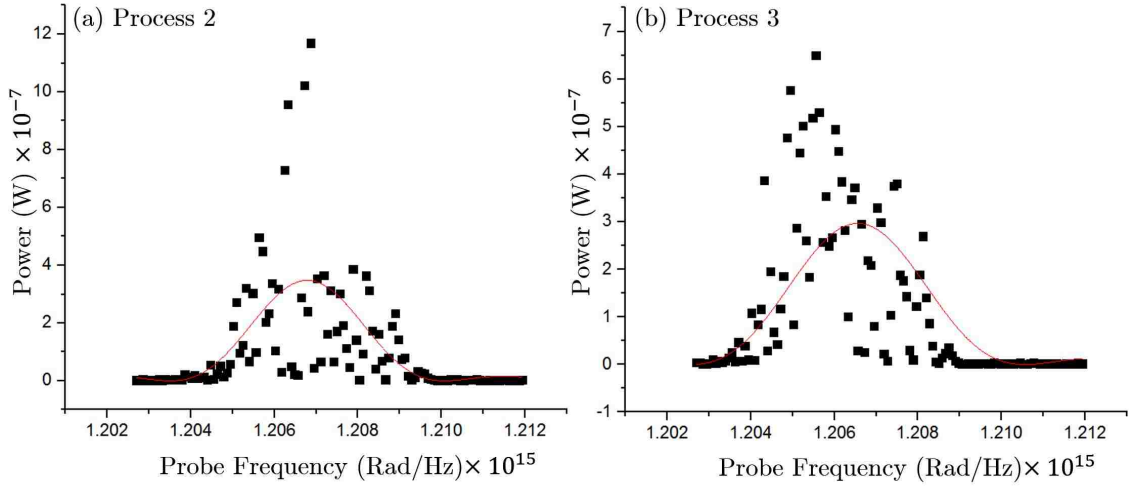 (a) Process 2
12
10
8
6
4
2
0
Power (W) × 10⁻⁷
1.202 1.204 1.206 1.208 1.210 1.212
Probe Frequency (Rad/Hz)× 10¹⁵
(b) Process 3
7
6
5
4
3
2
1
0
-1
Power (W) × 10⁻⁷
1.202 1.204 1.206 1.208 1.210 1.212
Probe Frequency (Rad/Hz)× 10¹⁵